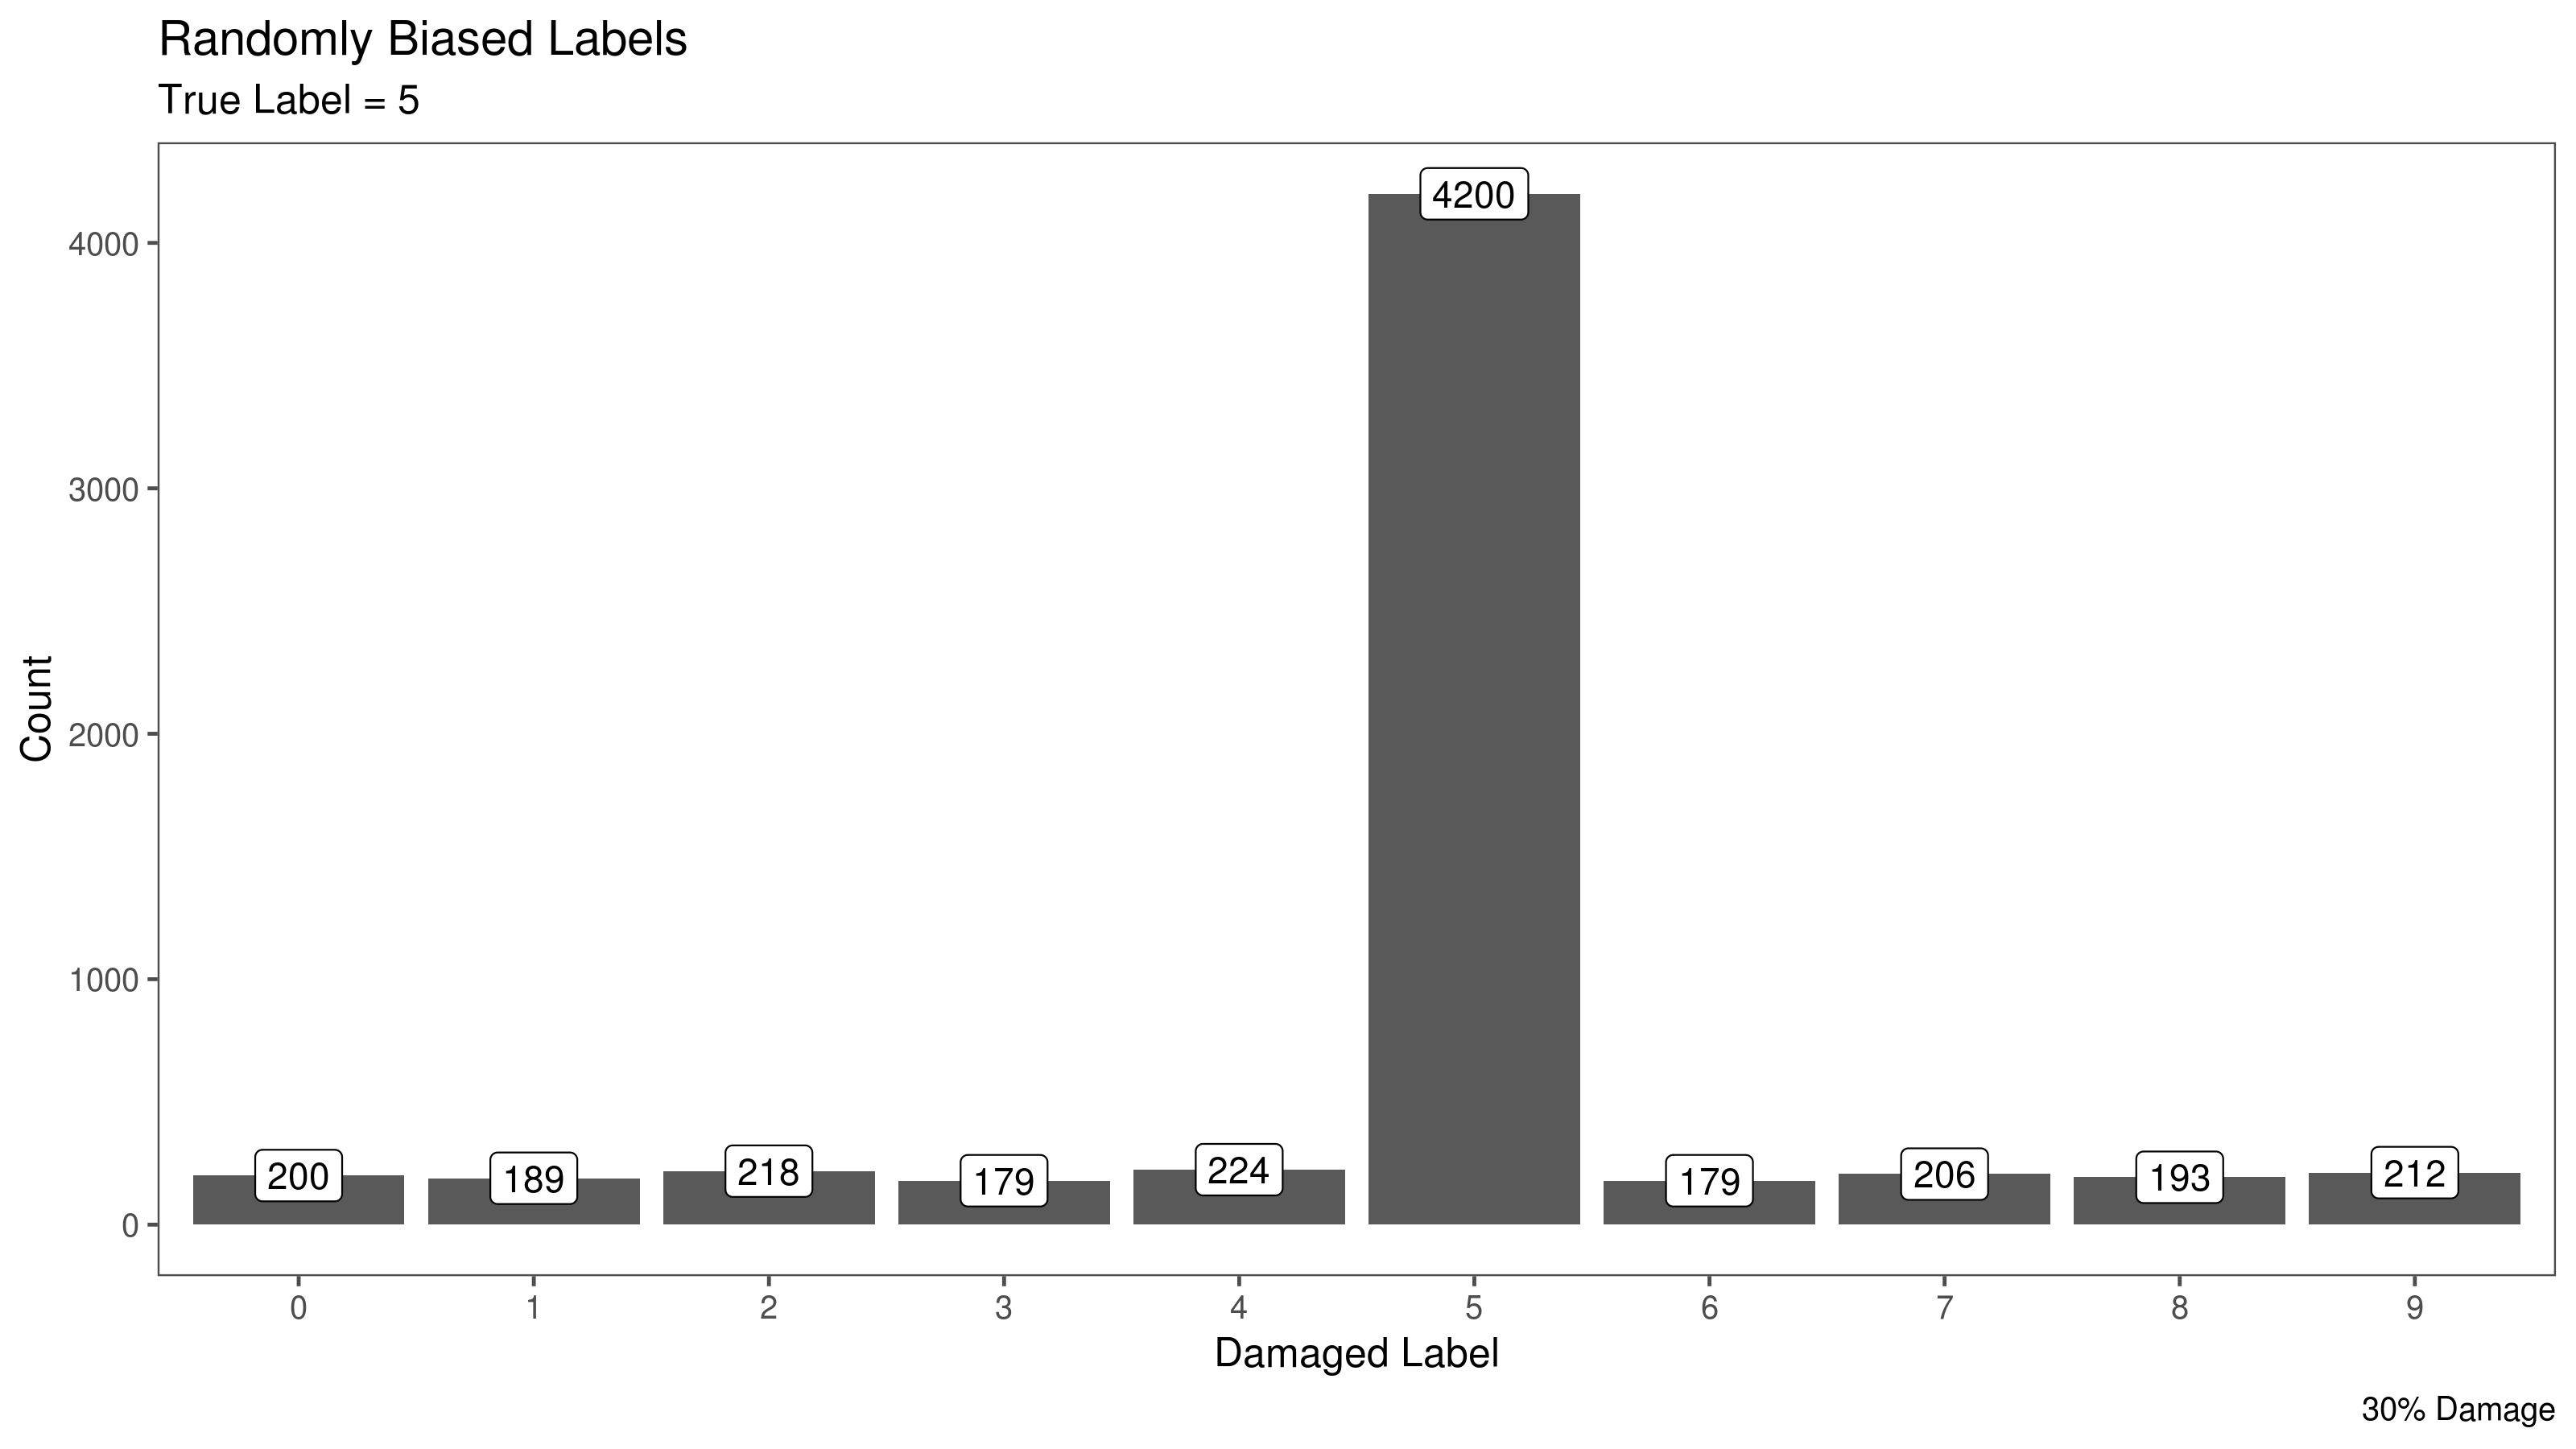 Randomly Biased Labels
True Label = 5
Count
4000
3000
2000
1000
0
4200
200
189
218
179
224
179
206
193
212
0 1 2 3 4 5 6 7 8 9
Damaged Label
30% Damage